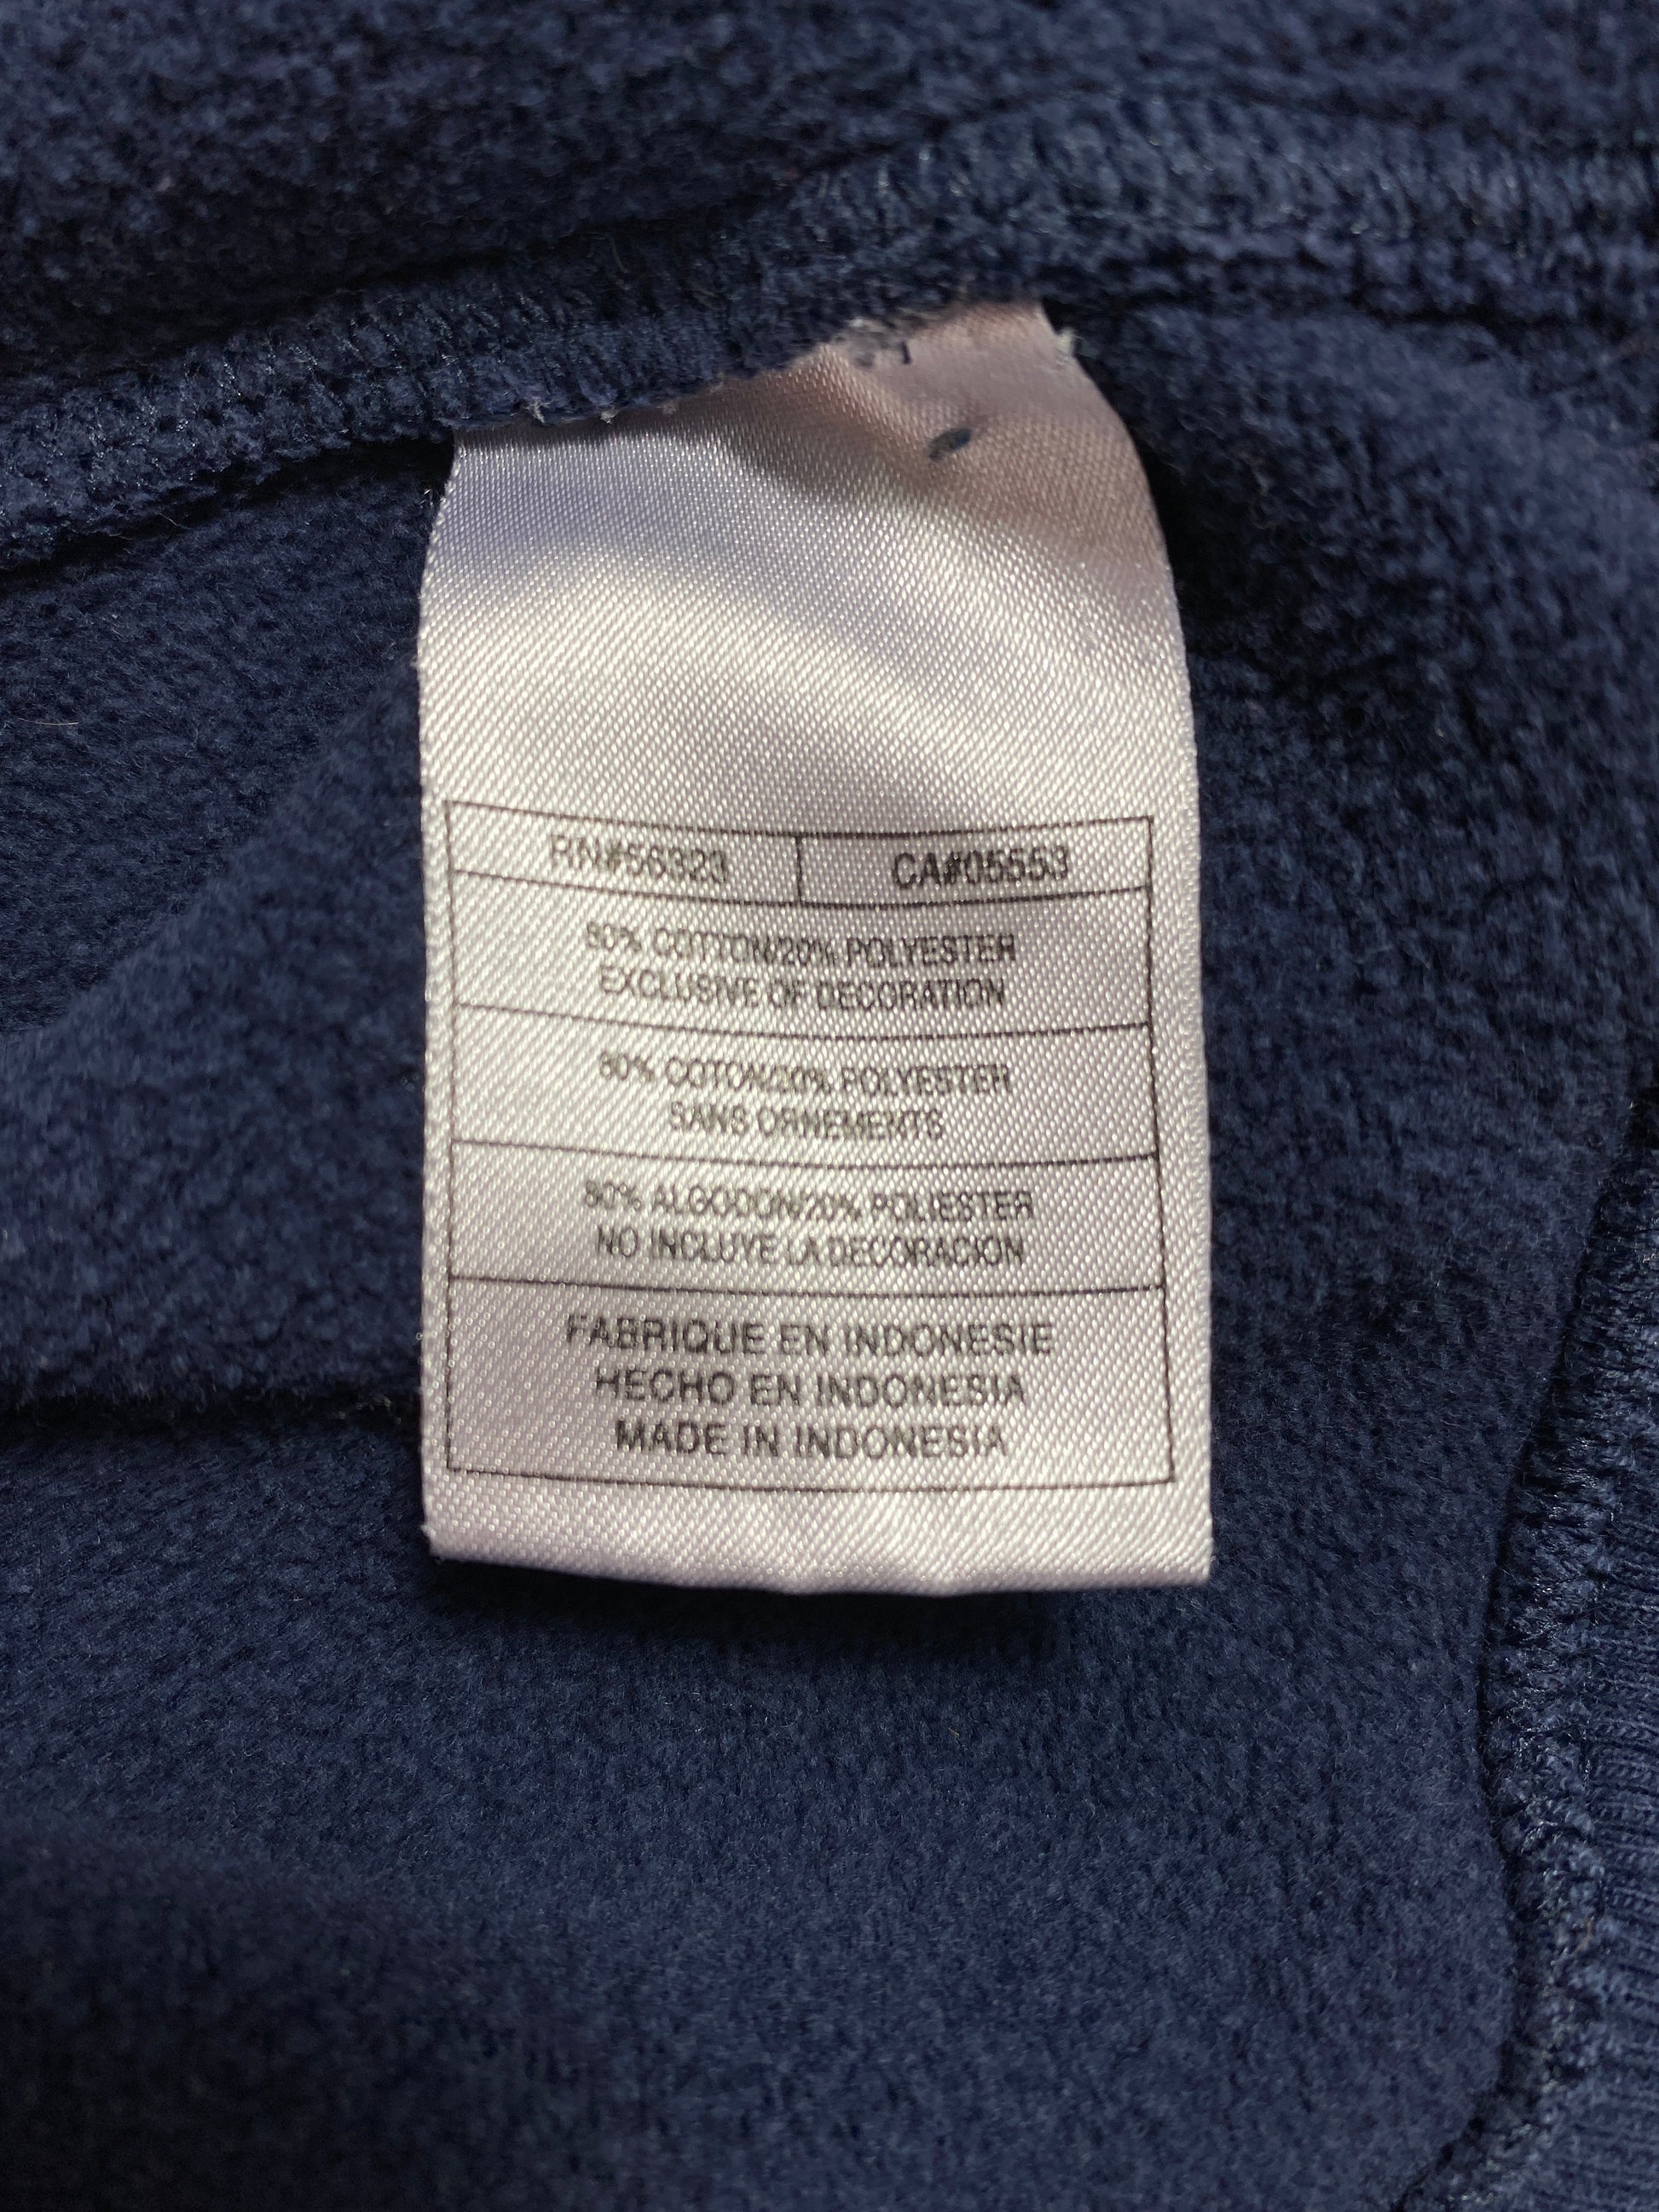 RN#56323 CA#05553
80% COTTON/20% POLYESTER
EXCLUSIVE OF DECORATION
80% COTON/20% POLYESTER
SANS ORNEMENTS
80% ALGODON/20% POLIESTER
NO INCLUYE LA DECORACION
FABRIQUE EN INDONESIE
HECHO EN INDONESIA
MADE IN INDONESIA